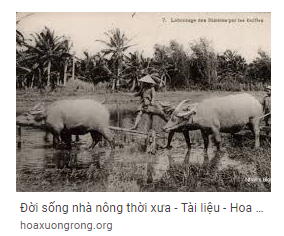 7. Labourage des Rizières par les Buffles
Đời sống nhà nông thời xưa - Tài liệu - Hoa ...
hoaxuongrong.org